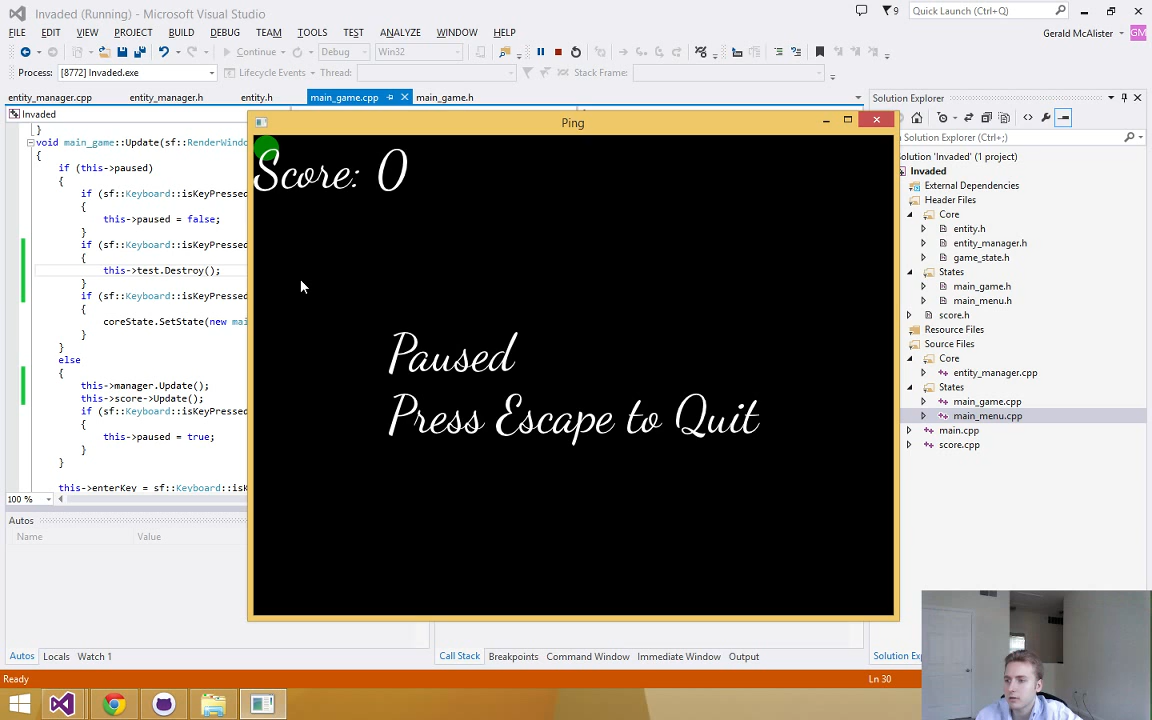 Invaded (Running) - Microsoft Visual Studio
9
Quick Launch (Ctrl+Q)
FILE EDIT VIEW PROJECT BUILD DEBUG TEAM TOOLS TEST ANALYZE WINDOW HELP
Gerald McAlister
GM
Continue
Debug
Win32
Process:
[8772] Invaded.exe
Lifecycle Events
Thread:
Stack Frame:
entity_manager.cpp
entity_manager.h
entity.h
main_game.cpp
main_game.h
Invaded
}
void main_game::Update(sf::RenderWindo
{
if (this->paused)
{
if (sf::Keyboard::isKeyPressed
{
this->paused = false;
}
if (sf::Keyboard::isKeyPressed
{
this->test.Destroy();
}
if (sf::Keyboard::isKeyPressed
{
coreState.SetState(new mai
}
}
else
{
this->manager.Update();
this->score->Update();
if (sf::Keyboard::isKeyPressed
{
this->paused = true;
}
}
this->enterKey = sf::Keyboard::isK
100 %
Ping
Score: 0
Paused
Press Escape to Quit
Solution Explorer
Solution Explorer (Ctrl+;)
Solution 'Invaded' (1 project)
Invaded
External Dependencies
Header Files
Core
entity.h
entity_manager.h
game_state.h
States
main_game.h
main_menu.h
score.h
Resource Files
Source Files
Core
entity_manager.cpp
States
main_game.cpp
main_menu.cpp
main.cpp
score.cpp
Autos
Name
Value
Autos
Locals
Watch 1
Call Stack
Breakpoints
Command Window
Immediate Window
Output
Solution Exp
Ready
Ln 30